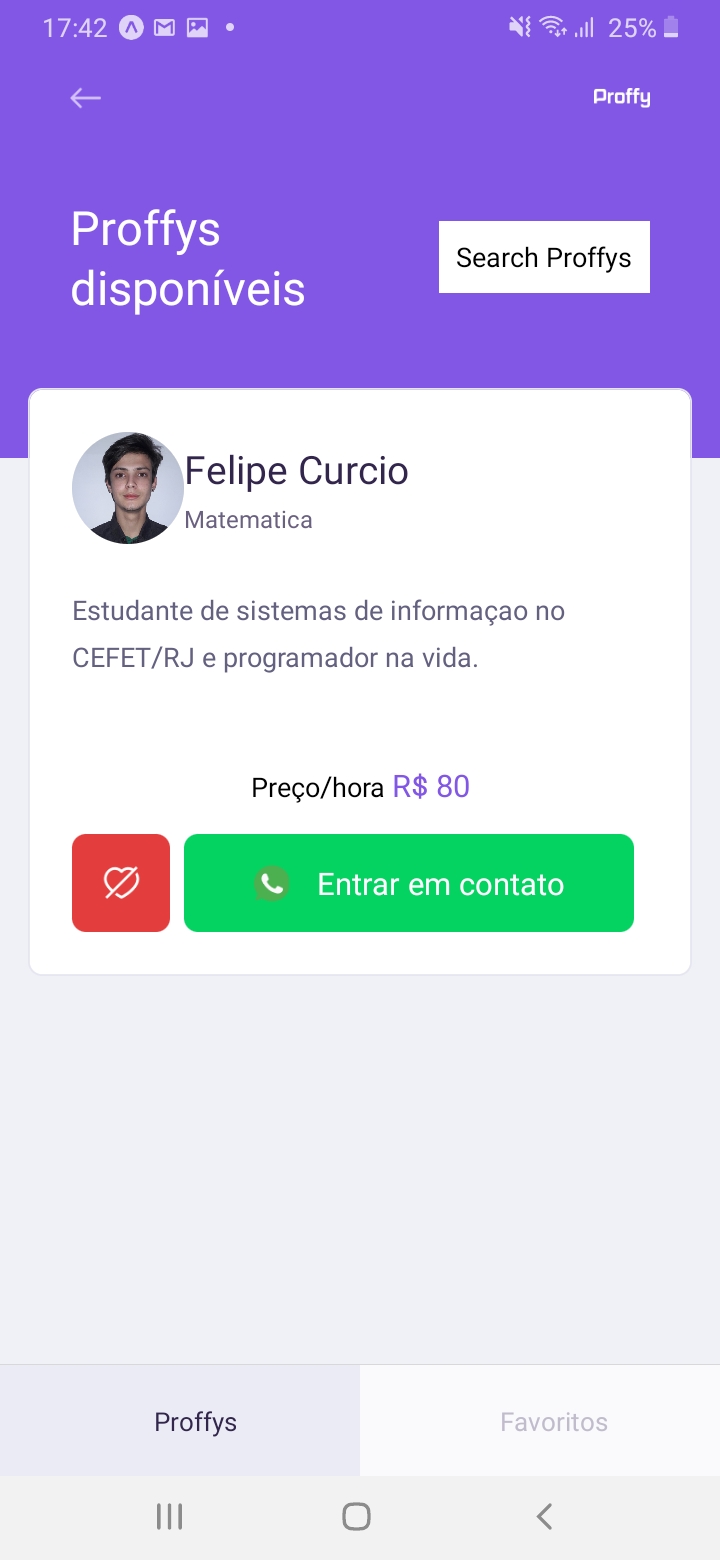 17:42
25%
Proffy
Proffys
disponíveis
Search Proffys
Felipe Curcio
Matematica
Estudante de sistemas de informaçao no
CEFET/RJ e programador na vida.
Preço/hora R$ 80
Entrar em contato
Proffys
Favoritos